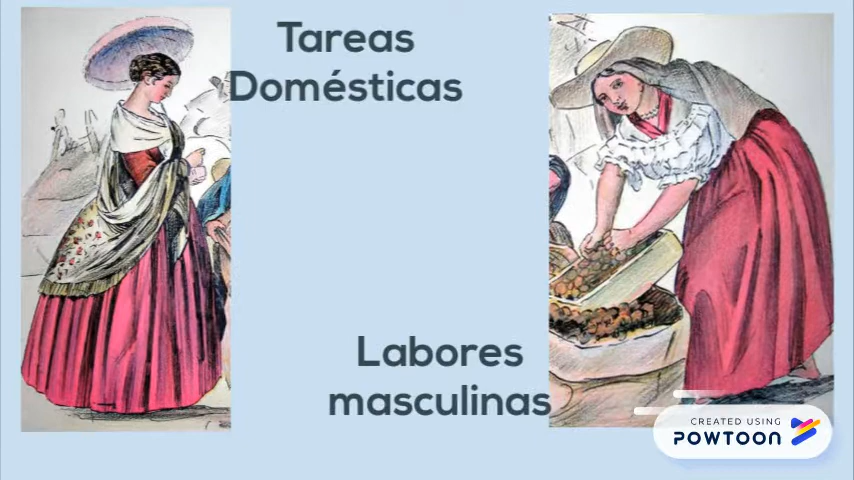 Tareas
Domésticas
Labores
masculinas
CREATED USING
POWTOON